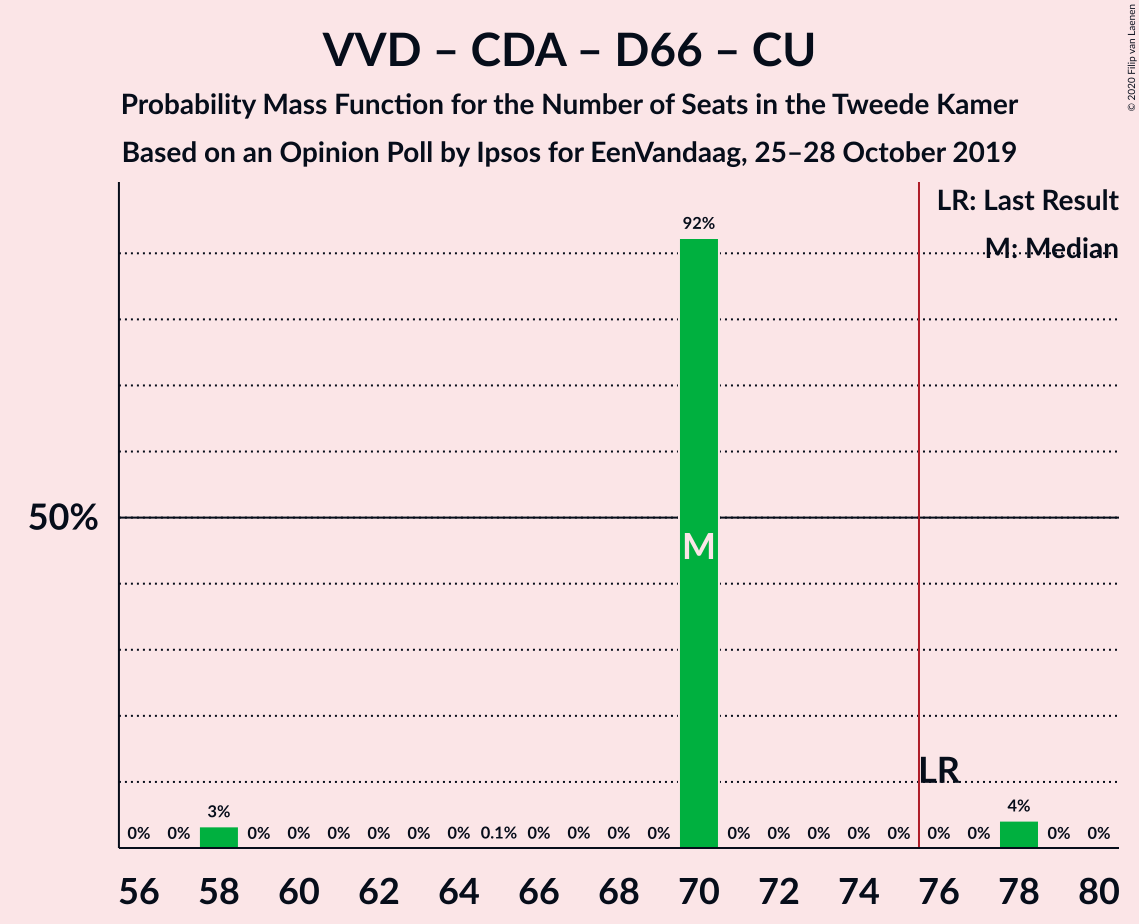 VVD – CDA – D66 – CU
Probability Mass Function for the Number of Seats in the Tweede Kamer
Based on an Opinion Poll by Ipsos for EenVandaag, 25–28 October 2019
© 2020 Filip van Laenen
LR: Last Result
M: Median
92%
50%
M
LR
3%
4%
0% 0% 0% 0% 0% 0% 0% 0% 0.1% 0% 0% 0% 0% 0% 0% 0% 0% 0% 0% 0% 0% 0%
56 58 60 62 64 66 68 70 72 74 76 78 80